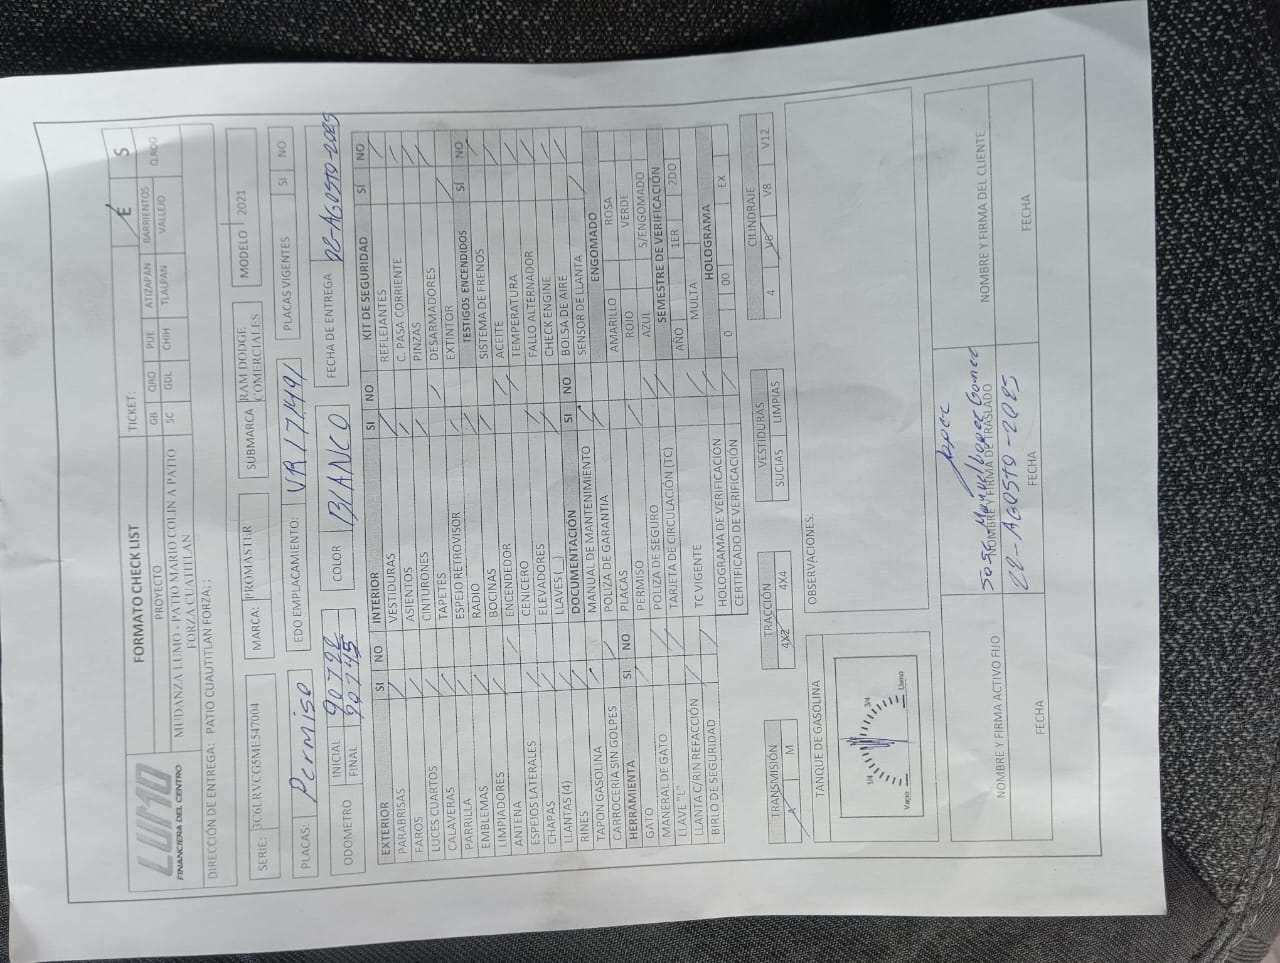 LUMO
FINANCIERA DEL CENTRO
FORMATO CHECK LIST
TICKET:
E S
PROYECTO
GB QRO PUE ATIZAPAN BARRIENTOS Q.ROO
MUDANZA LUMO - PATIO MARIO COLIN A PATIO FORZA CUATITLAN
SC GDL CHIH TLALPAN VALLEJO
DIRECCIÓN DE ENTREGA: PATIO CUAUTITLAN FORZA; ;
SERIE: 3C6LRVCG5ME547004 MARCA: PROMASTER SUBMARCA RAM DODGE COMERCIALES MODELO 2021
PLACAS: Permiso EDO EMPLACAMIENTO: UR17149/ PLACAS VIGENTES SI NO
ODOMETRO INICIAL 90722 COLOR BLANCO FECHA DE ENTREGA 22-AGOSTO-2025
FINAL 90745
EXTERIOR SI NO
PARABRISAS
FAROS
LUCES CUARTOS
CALAVERAS
PARRILLA
EMBLEMAS
LIMPIADORES
ANTENA
ESPEJOS LATERALES
CHAPAS
LLANTAS (4)
RINES
TAPON GASOLINA
CARROCERIA SIN GOLPES
HERRAMIENTA SI NO
GATO
MANERAL DE GATO
LLAVE "L"
LLANTA C/RIN REFACCIÓN
BIRLO DE SEGURIDAD
INTERIOR SI NO
VESTIDURAS
ASIENTOS
CINTURONES
TAPETES
ESPEJO RETROVISOR
RADIO
BOCINAS
ENCENDEDOR
CENICERO
ELEVADORES
LLAVES (__)
DOCUMENTACIÓN SI NO
MANUAL DE MANTENIMIENTO
POLIZA DE GARANTIA
PLACAS
PERMISO
POLIZA DE SEGURO
TARJETA DE CIRCULACIÓN (TC)
TC VIGENTE
HOLOGRAMA DE VERIFICACIÓN
CERTIFICADO DE VERIFICACIÓN
KIT DE SEGURIDAD SÍ NO
REFLEJANTES
C. PASA CORRIENTE
PINZAS
DESARMADORES
EXTINTOR
TESTIGOS ENCENDIDOS SÍ NO
SISTEMA DE FRENOS
ACEITE
TEMPERATURA
FALLO ALTERNADOR
CHECK ENGINE
BOLSA DE AIRE
SENSOR DE LLANTA
ENGOMADO
AMARILLO ROSA
ROJO VERDE
AZUL S/ENGOMADO
SEMESTRE DE VERIFICACIÓN
AÑO 1ER 2DO
MULTA
HOLOGRAMA
0 00 EX
TRANSMISIÓN
A M
TRACCIÓN
4X2 4X4
VESTIDURAS
SUCIAS LIMPIAS
CILINDRAJE
4 V6 V8 V12
TANQUE DE GASOLINA
Vacio 1/4 3/4 Lleno
OBSERVACIONES:
NOMBRE Y FIRMA ACTIVO FIJO
FECHA
Jose Manuel Lopez Gomez
NOMBRE Y FIRMA DE TRASLADO
22-AGOSTO-2025
FECHA
NOMBRE Y FIRMA DEL CLIENTE
FECHA